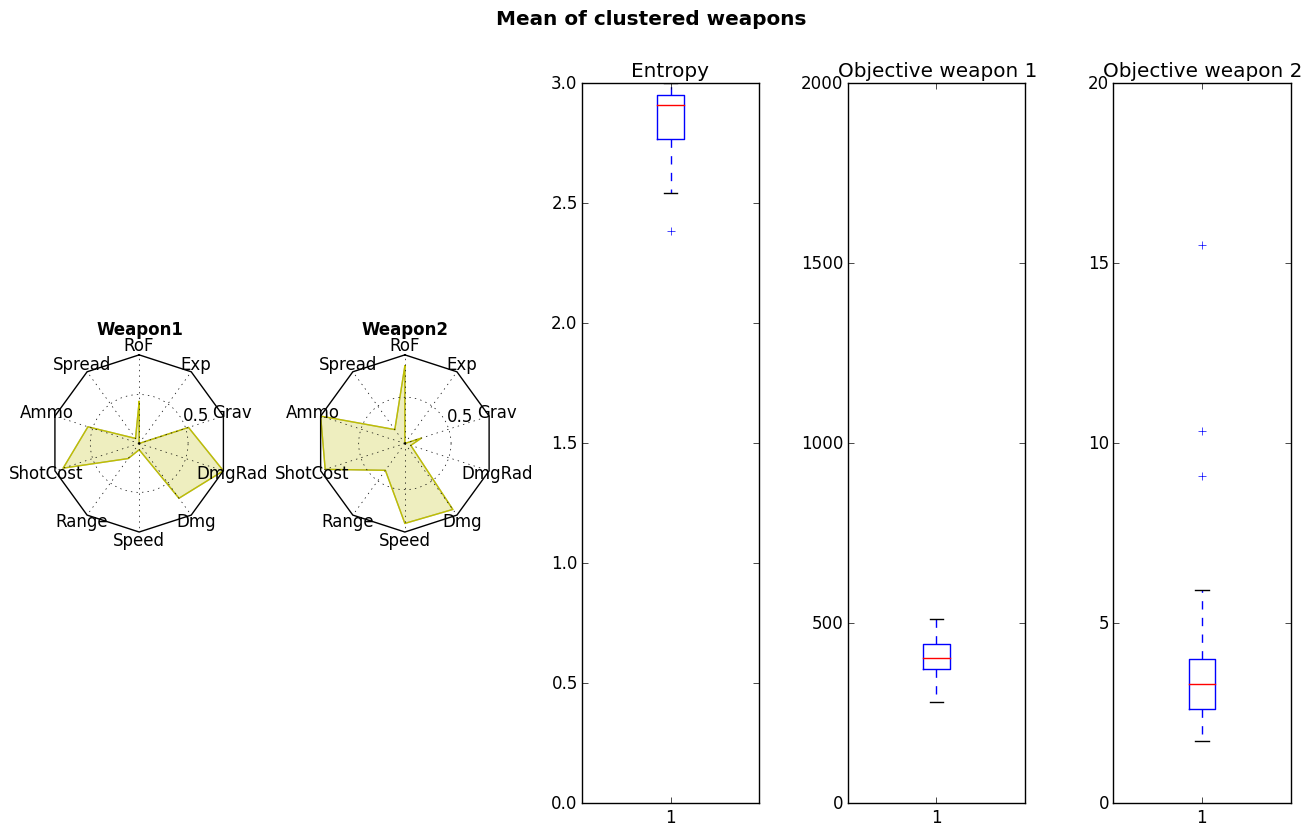 Mean of clustered weapons
Weapon1
RoF
Exp
Grav
DmgRad
Dmg
Speed
Range
ShotCost
Ammo
Spread
0.5
Weapon2
RoF
Exp
Grav
DmgRad
Dmg
Speed
Range
ShotCost
Ammo
Spread
0.5
Entropy
3.0
2.5
2.0
1.5
1.0
0.5
0.0
1
Objective weapon 1
2000
1500
1000
500
0
1
Objective weapon 2
20
15
10
5
0
1